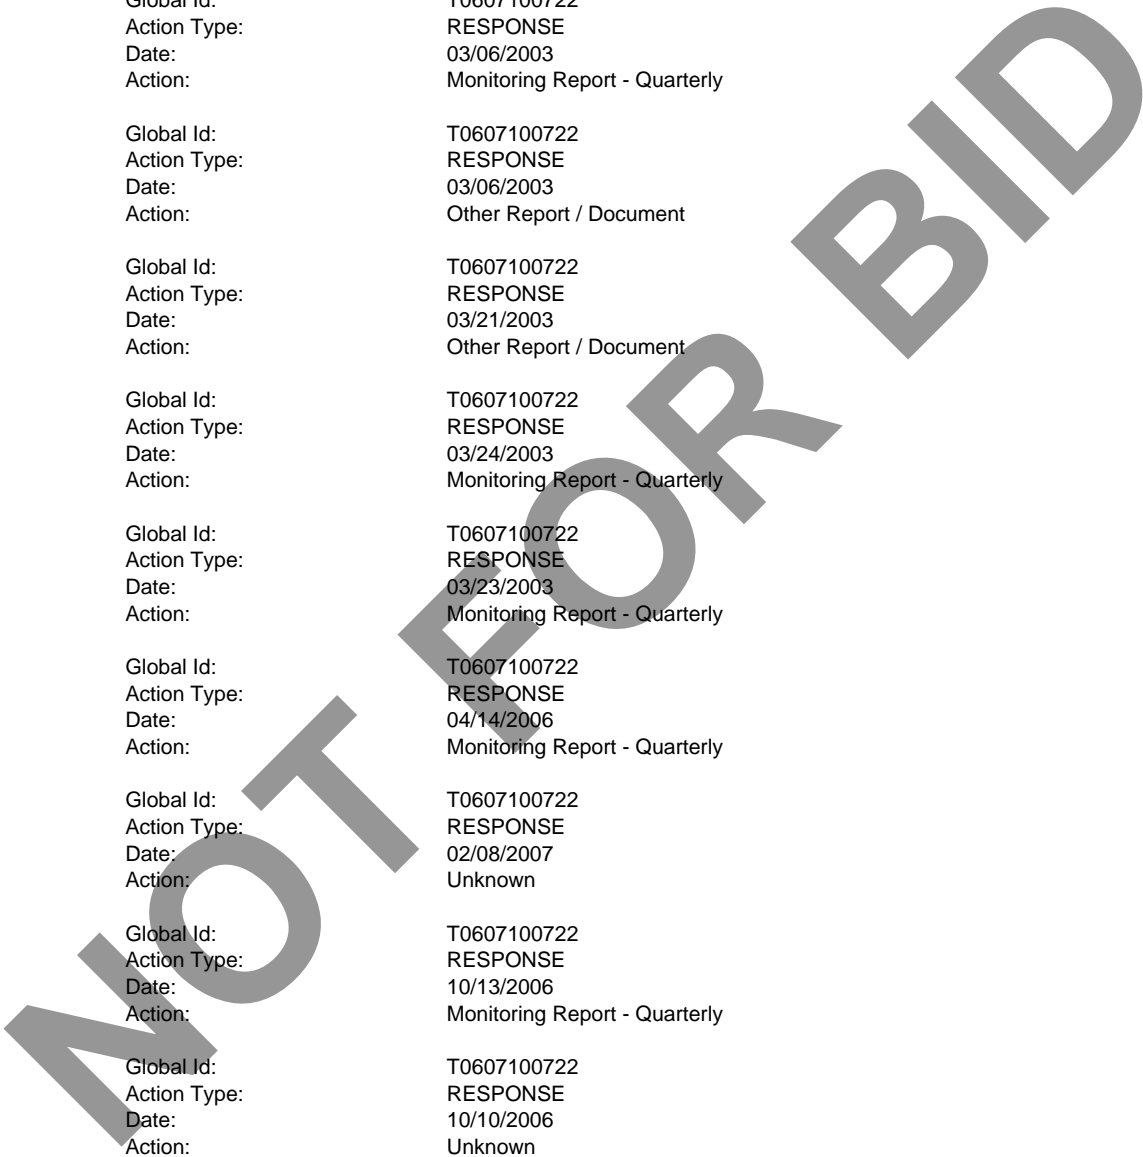 Global Id: T0607100722
Action Type: RESPONSE
Date: 03/06/2003
Action: Monitoring Report - Quarterly
Global Id: T0607100722
Action Type: RESPONSE
Date: 03/06/2003
Action: Other Report / Document
Global Id: T0607100722
Action Type: RESPONSE
Date: 03/21/2003
Action: Other Report / Document
Global Id: T0607100722
Action Type: RESPONSE
Date: 03/24/2003
Action: Monitoring Report - Quarterly
Global Id: T0607100722
Action Type: RESPONSE
Date: 03/23/2003
Action: Monitoring Report - Quarterly
Global Id: T0607100722
Action Type: RESPONSE
Date: 04/14/2006
Action: Monitoring Report - Quarterly
Global Id: T0607100722
Action Type: RESPONSE
Date: 02/08/2007
Action: Unknown
Global Id: T0607100722
Action Type: RESPONSE
Date: 10/13/2006
Action: Monitoring Report - Quarterly
Global Id: T0607100722
Action Type: RESPONSE
Date: 10/10/2006
Action: Unknown
NOT FOR BID